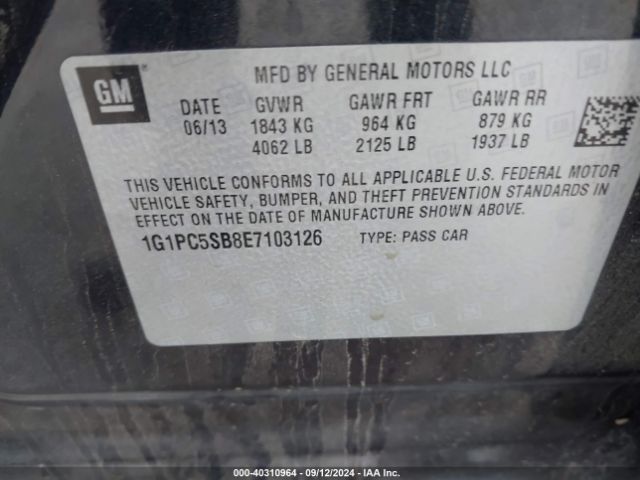 GM
MFD BY GENERAL MOTORS LLC
DATE GVWR GAWR FRT GAWR RR
06/13 1843 KG 964 KG 879 KG
4062 LB 2125 LB 1937 LB
THIS VEHICLE CONFORMS TO ALL APPLICABLE U.S. FEDERAL MOTOR
VEHICLE SAFETY, BUMPER, AND THEFT PREVENTION STANDARDS IN
EFFECT ON THE DATE OF MANUFACTURE SHOWN ABOVE.
1G1PC5SB8E7103126 TYPE: PASS CAR
000-40310964 - 09/12/2024 - IAA Inc.